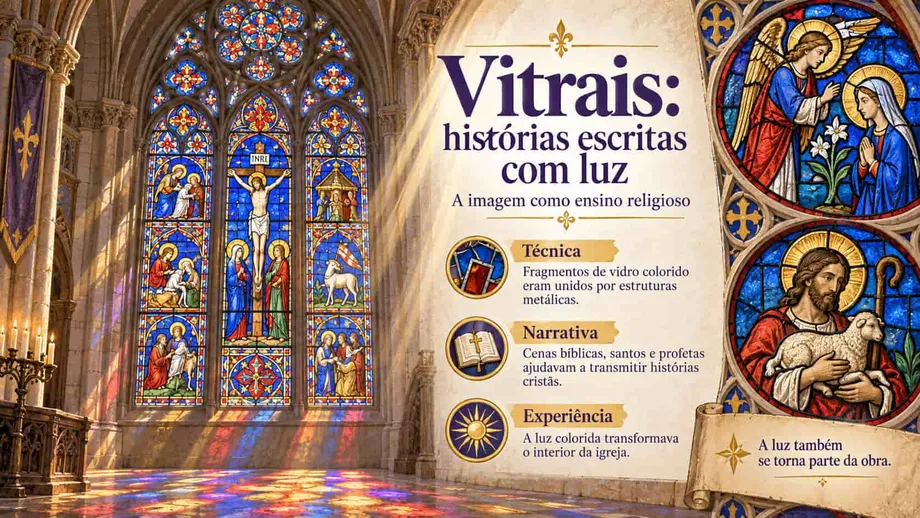 INRI
Vitrais:
histórias escritas
com luz
A imagem como ensino religioso
Técnica
Fragmentos de vidro colorido
eram unidos por estruturas
metálicas.
Narrativa
Cenas bíblicas, santos e profetas
ajudavam a transmitir histórias
cristãs.
Experiência
A luz colorida transformava
o interior da igreja.
A luz também
se torna parte da obra.